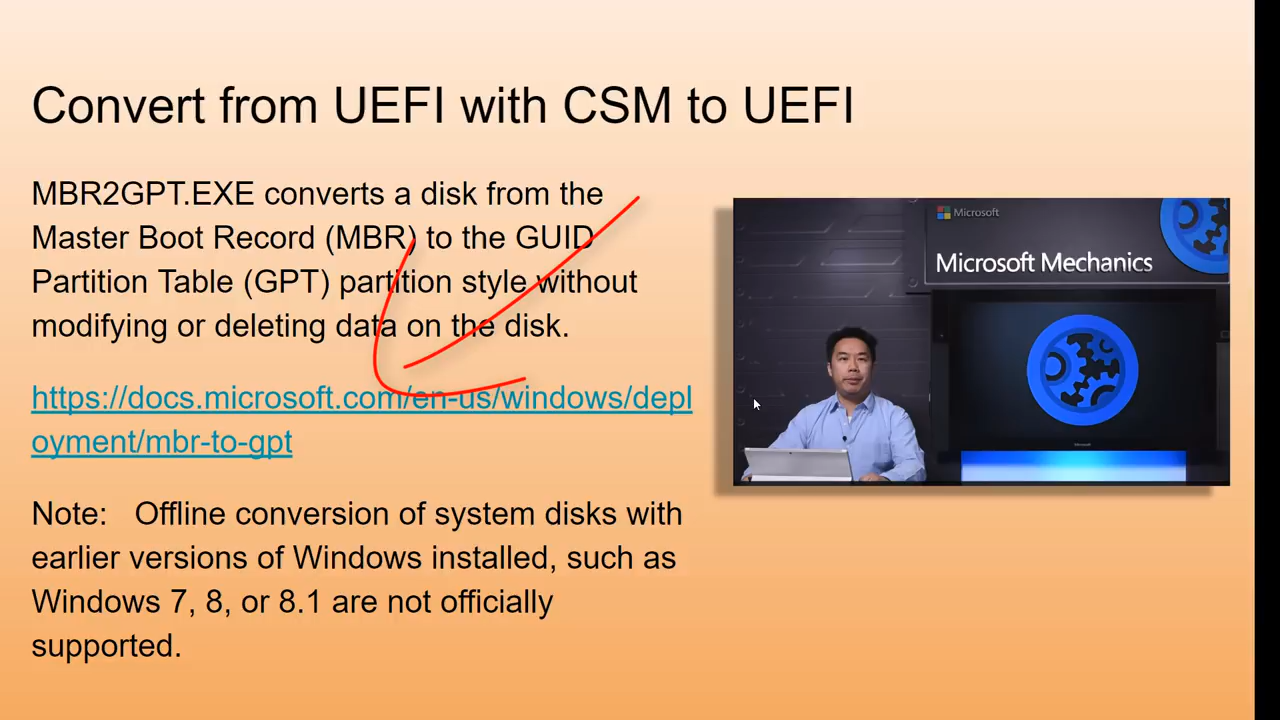 Convert from UEFI with CSM to UEFI
MBR2GPT.EXE converts a disk from the
Master Boot Record (MBR) to the GUID
Partition Table (GPT) partition style without
modifying or deleting data on the disk.
https://docs.microsoft.com/en-us/windows/depl
oyment/mbr-to-gpt
Note: Offline conversion of system disks with
earlier versions of Windows installed, such as
Windows 7, 8, or 8.1 are not officially
supported.
Microsoft
Microsoft Mechanics